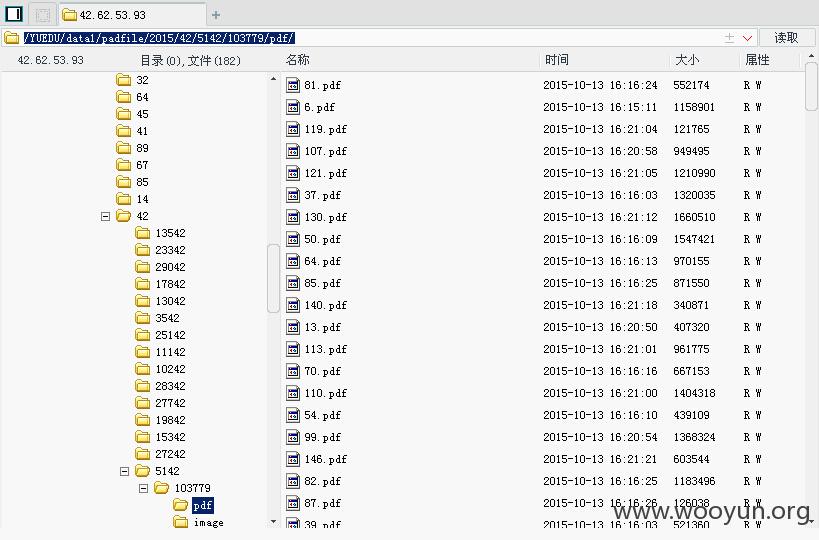 42.62.53.93
/YUEDU/data1/padfile/2015/42/5142/103779/pdf/ 读取
42.62.53.93 目录(0),文件(182) 名称 时间 大小 属性
32
64
45
41
89
67
85
14
42
13542
23342
29042
17842
13042
3542
25142
11142
10242
28342
27742
19842
15342
27242
5142
103779
pdf
image
81.pdf 2015-10-13 16:16:24 552174 R W
6.pdf 2015-10-13 16:15:11 1158901 R W
119.pdf 2015-10-13 16:21:04 121765 R W
107.pdf 2015-10-13 16:20:58 949495 R W
121.pdf 2015-10-13 16:21:05 1210990 R W
37.pdf 2015-10-13 16:16:03 1320035 R W
130.pdf 2015-10-13 16:21:12 1660510 R W
50.pdf 2015-10-13 16:16:09 1547421 R W
64.pdf 2015-10-13 16:16:13 970155 R W
85.pdf 2015-10-13 16:16:25 871550 R W
140.pdf 2015-10-13 16:21:18 340871 R W
13.pdf 2015-10-13 16:20:50 407320 R W
113.pdf 2015-10-13 16:21:01 961775 R W
70.pdf 2015-10-13 16:16:16 667153 R W
110.pdf 2015-10-13 16:21:00 1404318 R W
54.pdf 2015-10-13 16:16:10 439109 R W
99.pdf 2015-10-13 16:20:54 1368324 R W
146.pdf 2015-10-13 16:21:21 603544 R W
82.pdf 2015-10-13 16:16:25 1183496 R W
87.pdf 2015-10-13 16:16:26 126038 R W
39.pdf 2015-10-13 16:16:03 521360 R W
www.wooyun.org